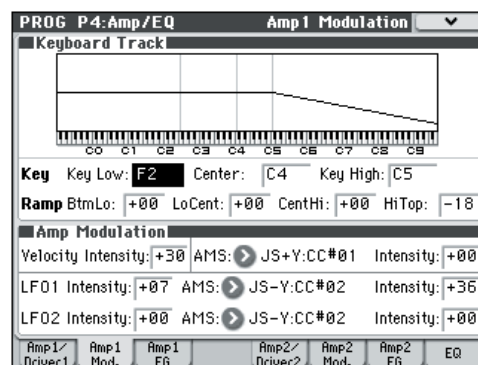 PROG P4:Amp/EQ Amp1 Modulation
Keyboard Track
C0 C1 C2 C3 C4 C5 C6 C7 C8 C9
Key Key Low: F2 Center: C4 Key High: C5
Ramp BtmLo: +00 LoCent: +00 CentHi: +00 HiTop: -18
Amp Modulation
Velocity Intensity: +30 AMS: JS+Y:CC#01 Intensity: +00
LFO1 Intensity: +07 AMS: JS-Y:CC#02 Intensity: +36
LFO2 Intensity: +00 AMS: JS-Y:CC#02 Intensity: +00
Amp1/ Driver1 Amp1 Mod. Amp1 EG Amp2/ Driver2 Amp2 Mod. Amp2 EG EQ